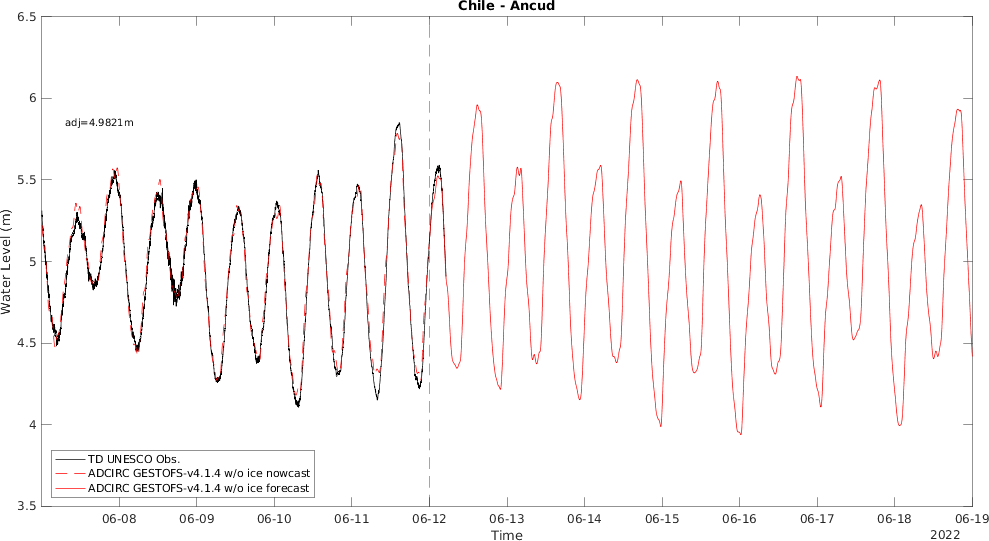 Chile - Ancud
6.5
6
5.5
5
4.5
4
3.5
Water Level (m)
adj=4.9821m
TD UNESCO Obs.
ADCIRC GESTOFS-v4.1.4 w/o ice nowcast
ADCIRC GESTOFS-v4.1.4 w/o ice forecast
06-08 06-09 06-10 06-11 06-12 06-13 06-14 06-15 06-16 06-17 06-18 06-19
Time
2022